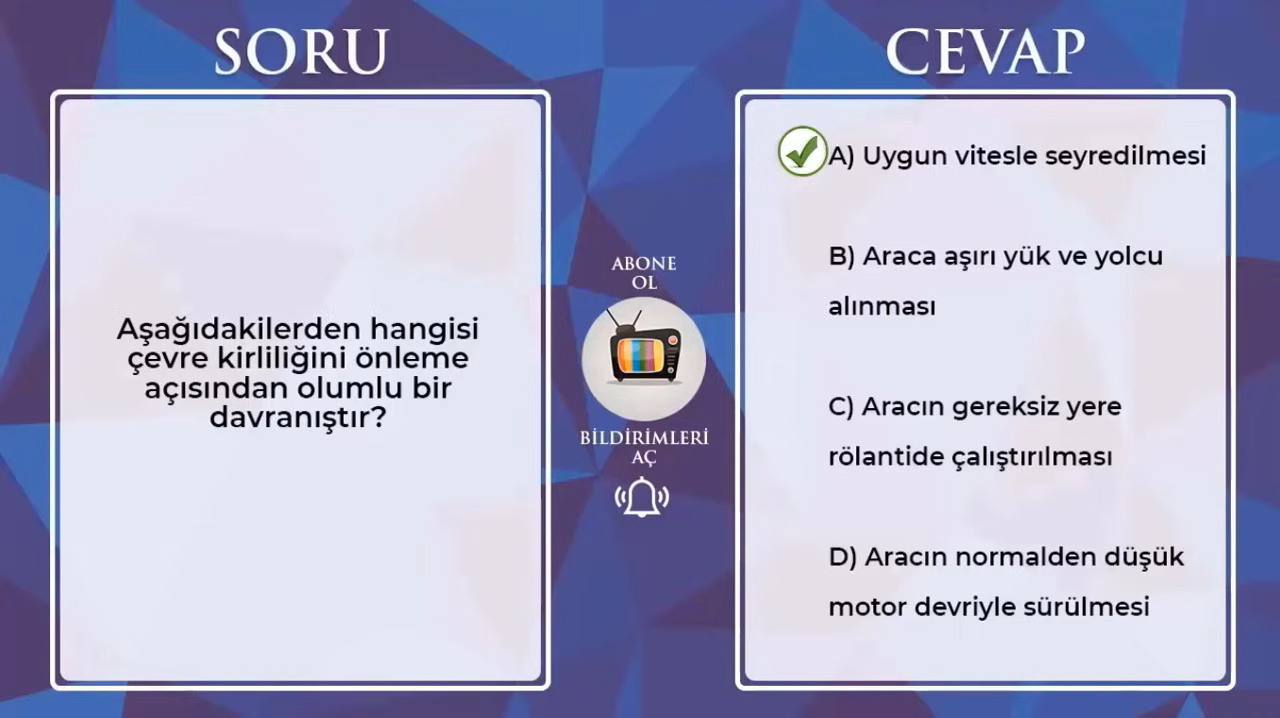 SORU
Aşağıdakilerden hangisi
çevre kirliliğini önleme
açısından olumlu bir
davranıştır?
ABONE
OL
BİLDİRİMLERİ
AÇ
CEVAP
A) Uygun vitesle seyredilmesi
B) Araca aşırı yük ve yolcu
alınması
C) Aracın gereksiz yere
rölantide çalıştırılması
D) Aracın normalden düşük
motor devriyle sürülmesi